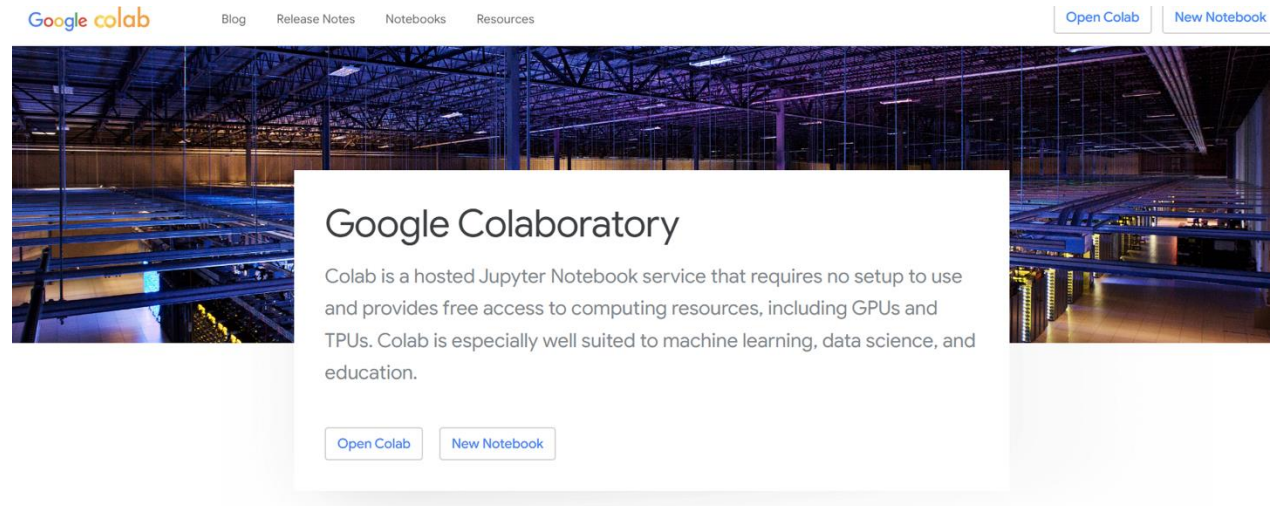 Google colab
Blog
Release Notes
Notebooks
Resources
Open Colab
New Notebook
Google Colaboratory
Colab is a hosted Jupyter Notebook service that requires no setup to use
and provides free access to computing resources, including GPUs and
TPUs. Colab is especially well suited to machine learning, data science, and
education.
Open Colab
New Notebook